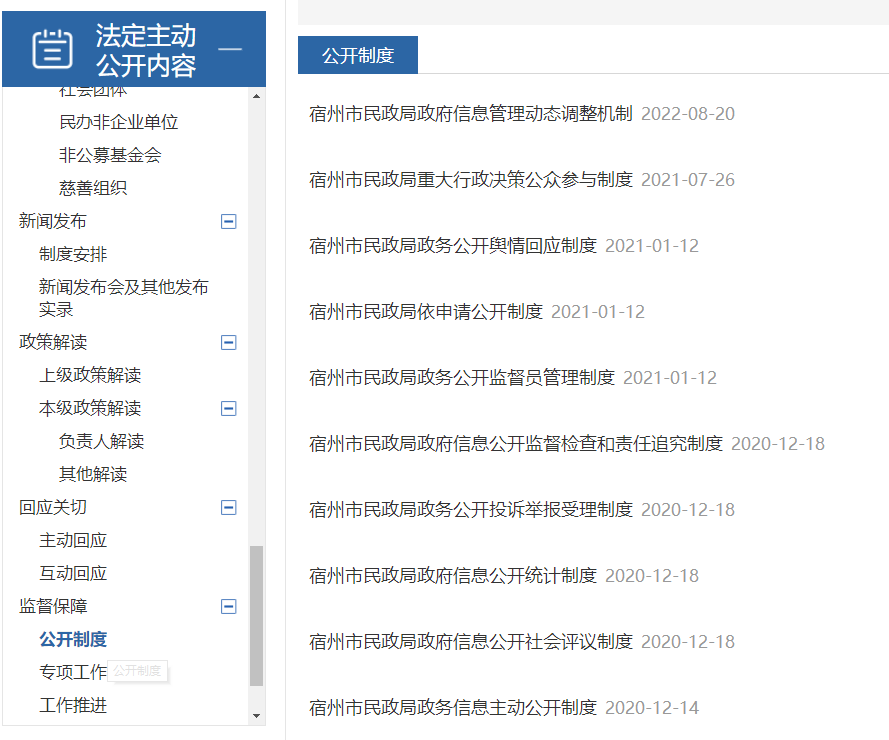 法定主动
公开内容
社会团体
民办非企业单位
非公募基金会
慈善组织
新闻发布
制度安排
新闻发布会及其他发布
实录
政策解读
上级政策解读
本级政策解读
负责人解读
其他解读
回应关切
主动回应
互动回应
监督保障
公开制度
专项工作
公开制度
工作推进
公开制度
宿州市民政局政府信息管理动态调整机制 2022-08-20
宿州市民政局重大行政决策公众参与制度 2021-07-26
宿州市民政局政务公开舆情回应制度 2021-01-12
宿州市民政局依申请公开制度 2021-01-12
宿州市民政局政务公开监督员管理制度 2021-01-12
宿州市民政局政府信息公开监督检查和责任追究制度 2020-12-18
宿州市民政局政务公开投诉举报受理制度 2020-12-18
宿州市民政局政府信息公开统计制度 2020-12-18
宿州市民政局政府信息公开社会评议制度 2020-12-18
宿州市民政局政务信息主动公开制度 2020-12-14